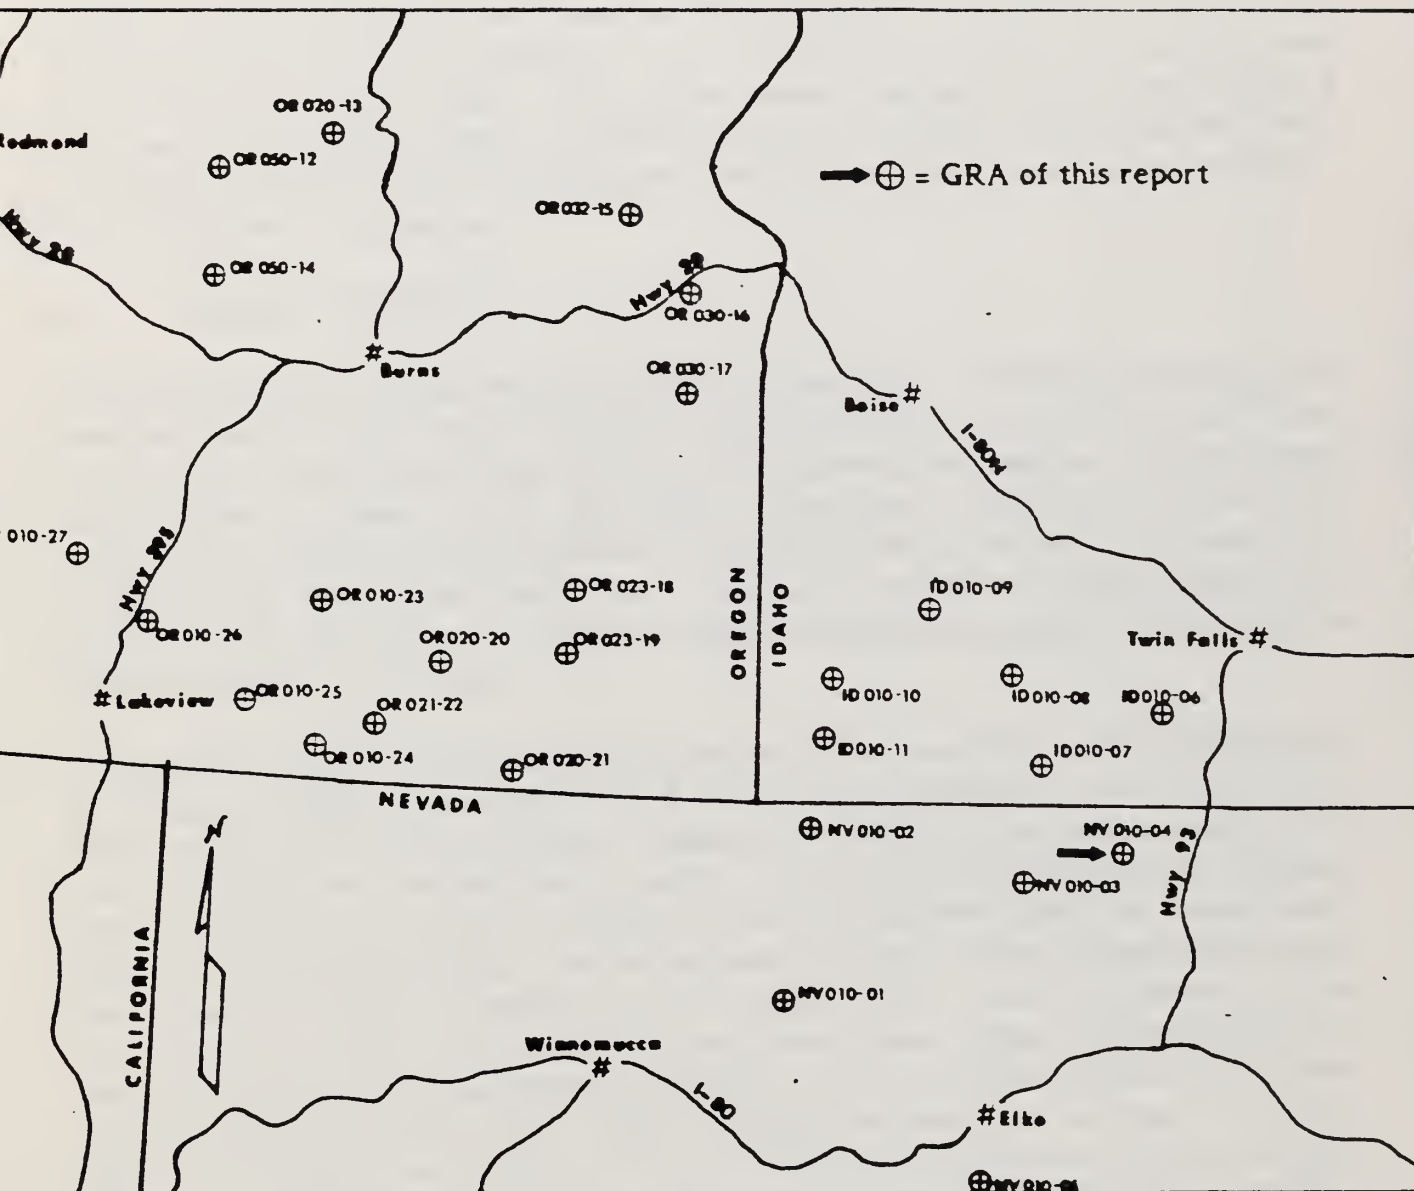 OR 020-13
Redmond
OR 050-12
= GRA of this report
OR 032-15
Hwy
OR 050-14
Hwy
OR 030-16
Burns
OR 030-17
Boise
I-80N
010-27
Hwy 395
OR 010-23
OR 023-18
OREGON
IDAHO
ID 010-09
OR 010-26
OR 020-20
OR 023-19
Twin Falls
Lakeview
OR 010-25
OR 021-22
ID 010-10
ID 010-08
ID 010-06
OR 010-24
OR 020-21
ID 010-11
ID 010-07
NEVADA
N
NV 010-02
NV 010-04
Hwy 93
NV 010-03
CALIFORNIA
NV 010-01
Winnemucca
I-80
Elko
NV 010-05